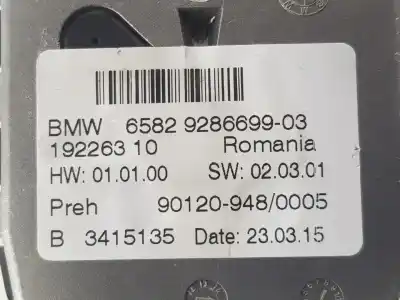 BMW 6582 9286699-03
192263 10 Romania
HW: 01.01.00 SW: 02.03.01
Preh 90120-948/0005
B 3415135 Date: 23.03.15